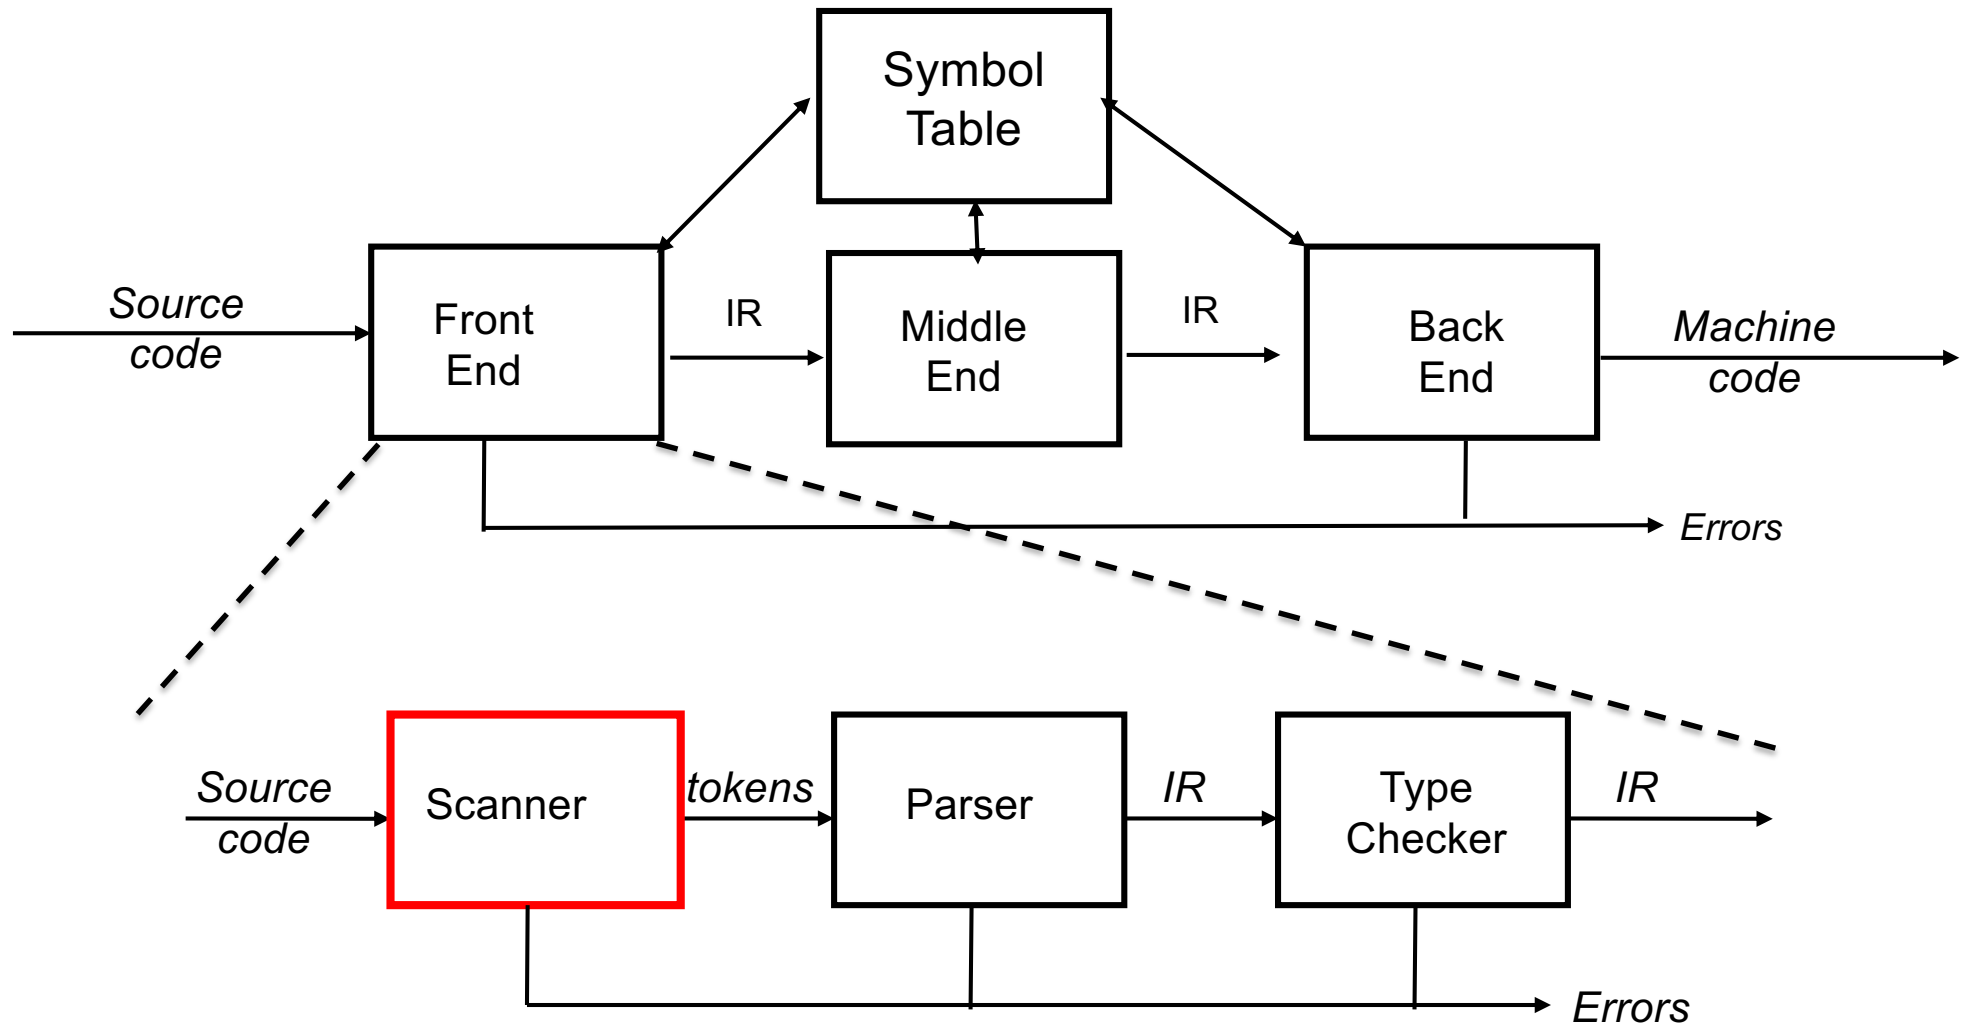 Symbol
Table
Source
code
Front
End
IR
Middle
End
IR
Back
End
Machine
code
Errors
Source
code
Scanner
tokens
Parser
IR
Type
Checker
IR
Errors